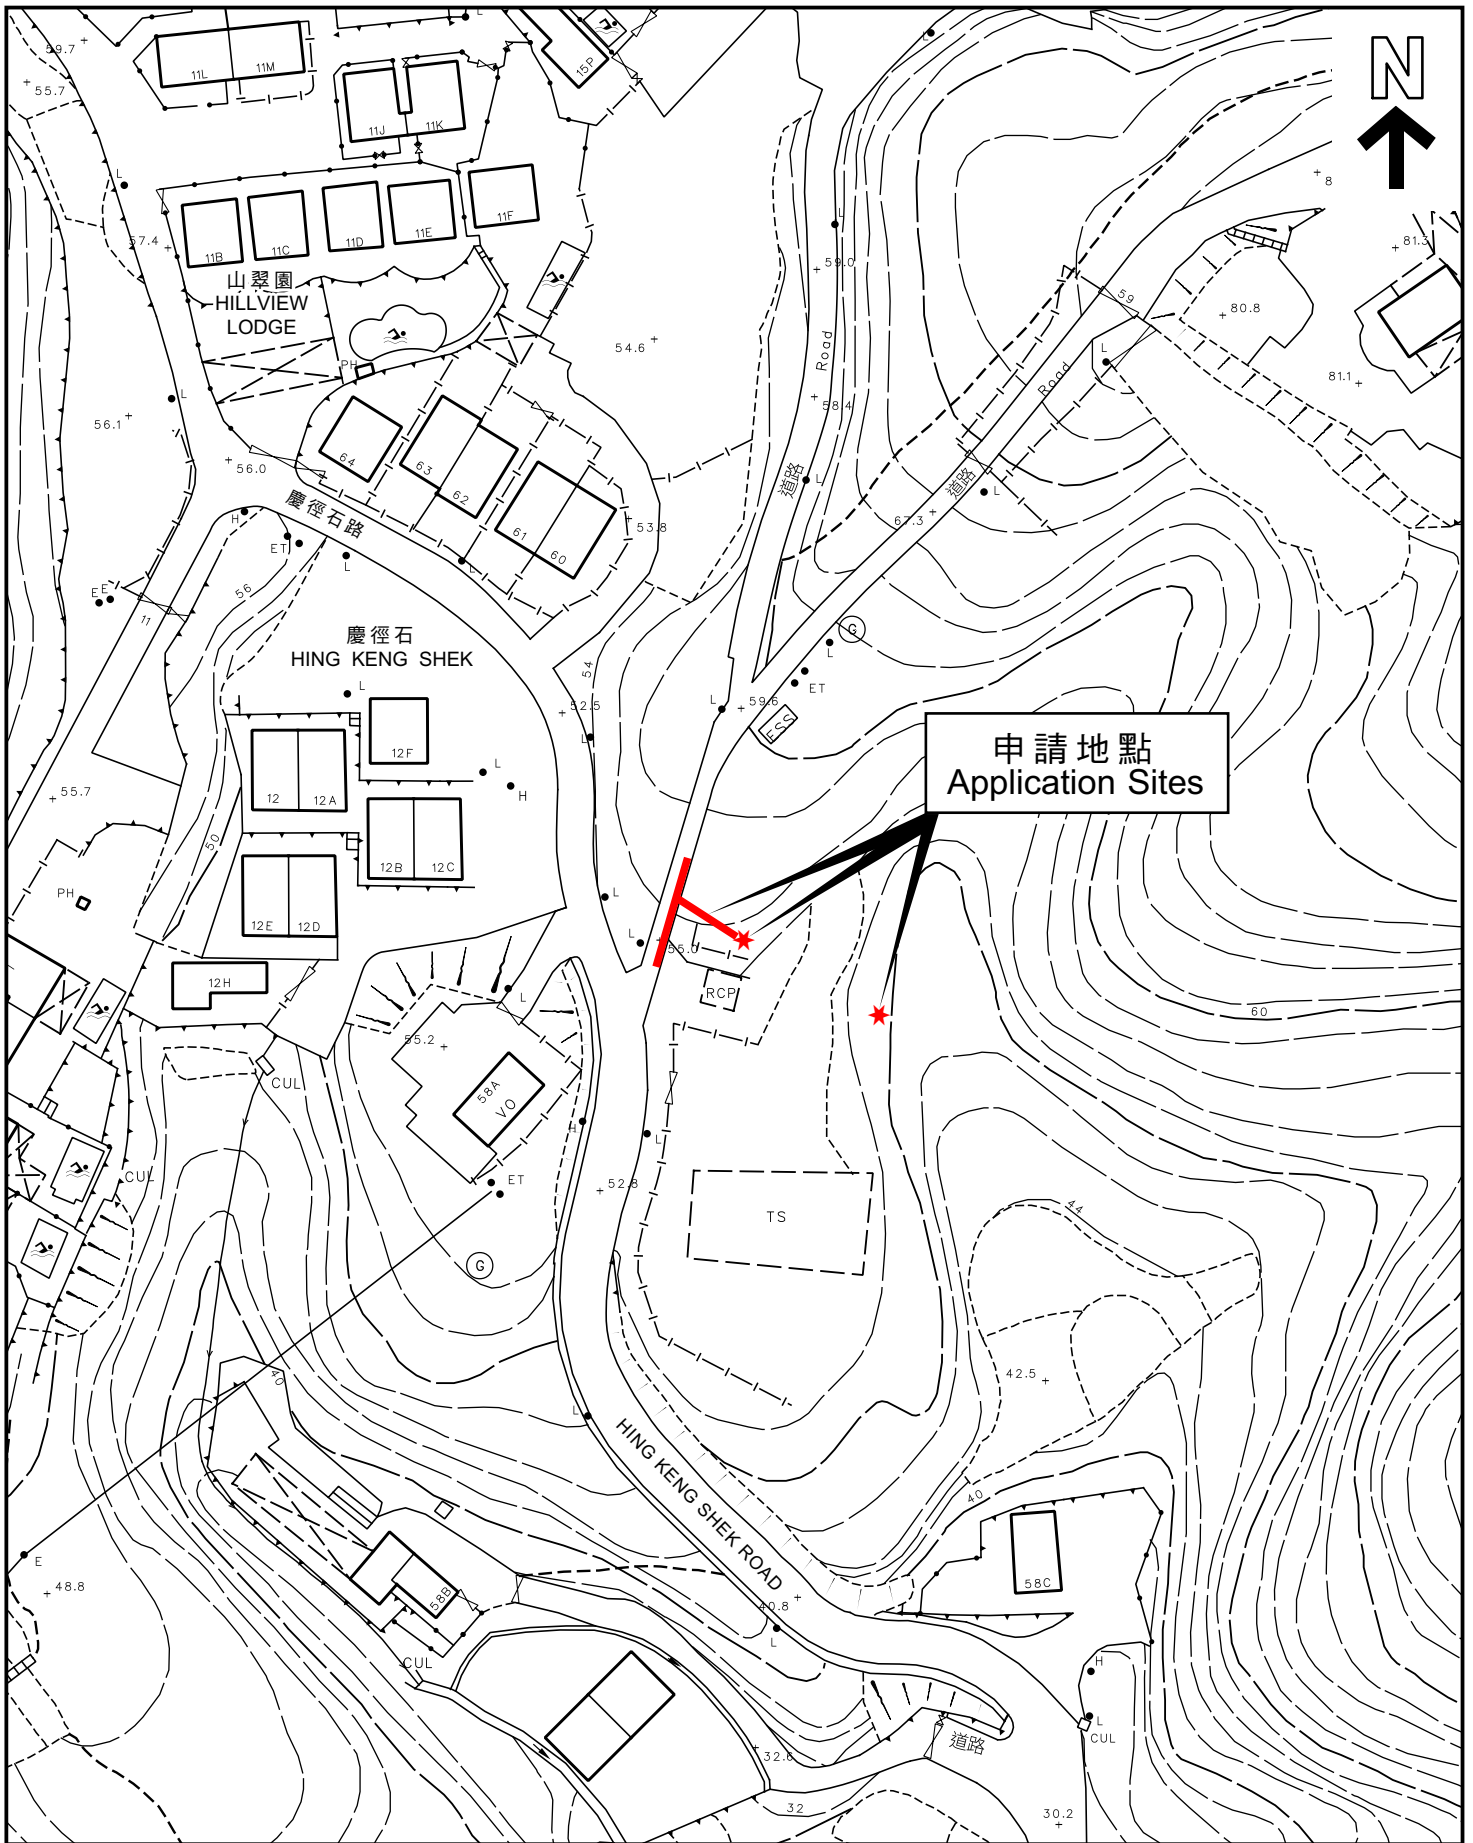 N
59.7
55.7
11L
11M
15P
11J
11K
L
L
L
57.4
11B
11C
11D
11E
11F
8
81.3
59.0
山翠園
HILLVIEW
LODGE
59
80.8
PH
54.6
Road
Road
L
81.1
L
56.1
58.4
56.0
64
63
62
61
60
53.8
慶徑石路
道路
L
道路
L
67.3
H
ET
L
L
EE
11
56
慶徑石
HING KENG SHEK
G
L
54
ET
L
52.5
L
L
59.6
ESS
申請地點
Application Sites
12F
12
12A
L
H
55.7
50
12B
12C
PH
L
12E
12D
L
55.0
12H
L
RCP
60
55.2
CUL
58A
VO
H
L
CUL
ET
52.8
TS
44
G
40
42.5
L
HING KENG SHEK ROAD
40
E
48.8
58B
58C
40.8
L
CUL
H
L
CUL
道路
32.6
32
30.2